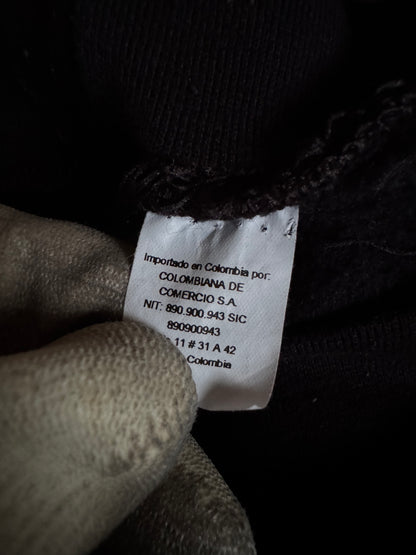 Importado en Colombia por:
COLOMBIANA DE
COMERCIO S.A.
NIT: 890.900.943 SIC
890900943
11 # 31 A 42
Colombia